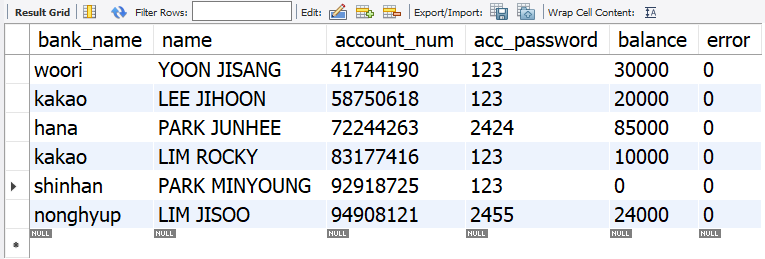 Result Grid Filter Rows: Edit: Export/Import: Wrap Cell Content: IA
bank_name name account_num acc_password balance error
woori YOON JISANG 41744190 123 30000 0
kakao LEE JIHOON 58750618 123 20000 0
hana PARK JUNHEE 72244263 2424 85000 0
kakao LIM ROCKY 83177416 123 10000 0
shinhan PARK MINYOUNG 92918725 123 0 0
nonghyup LIM JISOO 94908121 2455 24000 0
NULL NULL NULL NULL NULL NULL